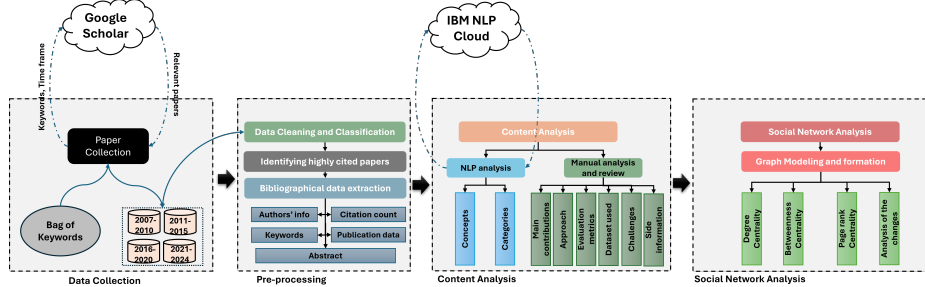 Google
Scholar
Keywords, Time frame
Relevant papers
Paper
Collection
Bag of
Keywords
2007-
2010
2011-
2015
2016-
2020
2021-
2024
Data Collection
Data Cleaning and Classification
Identifying highly cited papers
Bibliographical data extraction
Authors' info
Citation count
Keywords
Publication data
Abstract
Pre-processing
IBM NLP
Cloud
Content Analysis
NLP analysis
Manual analysis
and review
Concepts
Categories
Main
contributions
Approach
Evaluation
metrics
Dataset used
Challenges
Side
information
Content Analysis
Social Network Analysis
Graph Modeling and formation
Degree
Centrality
Betweenness
Centrality
Page rank
Centrality
Analysis of the
changes
Social Network Analysis